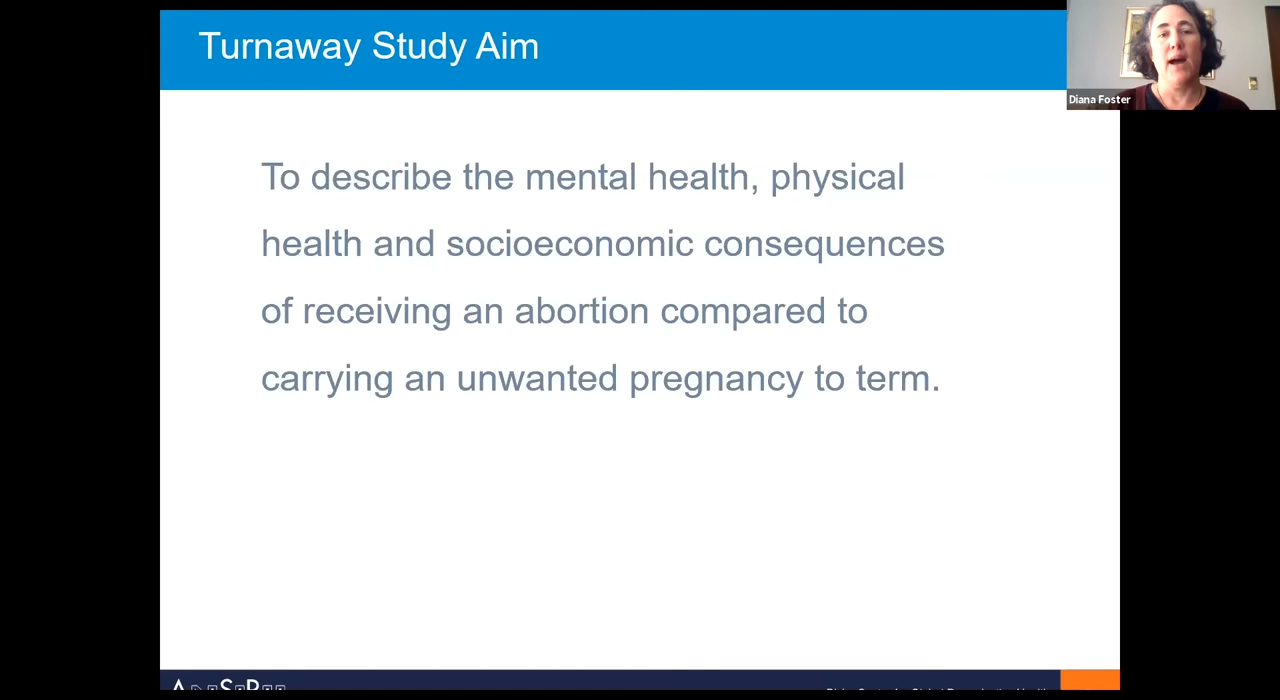 Turnaway Study Aim
Diana Foster
To describe the mental health, physical
health and socioeconomic consequences
of receiving an abortion compared to
carrying an unwanted pregnancy to term.